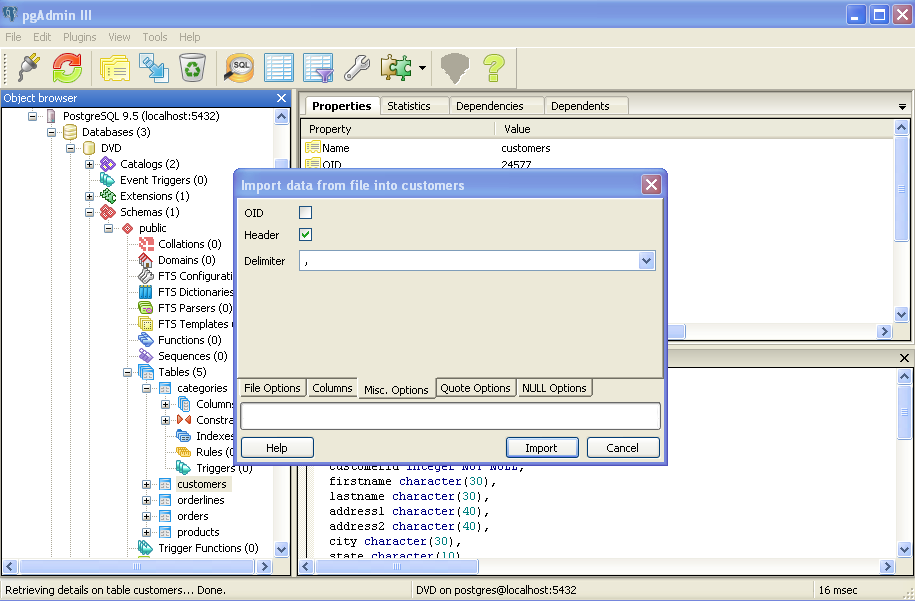 pgAdmin III
File Edit Plugins View Tools Help
SQL
Object browser
PostgreSQL 9.5 (localhost:5432)
Databases (3)
DVD
Catalogs (2)
Event Triggers (0)
Extensions (1)
Schemas (1)
public
Collations (0)
Domains (0)
FTS Configurati
FTS Dictionaries
FTS Parsers (0)
FTS Templates
Functions (0)
Sequences (0)
Tables (5)
categories
Column
Constra
Indexes
Rules (0
Triggers (0)
customers
orderlines
orders
products
Trigger Functions (0)
Properties Statistics Dependencies Dependents
Property Value
Name customers
OID 24577
Import data from file into customers
OID
Header
Delimiter ,
File Options Columns Misc. Options Quote Options NULL Options
Help Import Cancel
customerid integer NOT NULL,
firstname character(30),
lastname character(30),
address1 character(40),
address2 character(40),
city character(30),
state character(10)
Retrieving details on table customers... Done. DVD on postgres@localhost:5432 16 msec